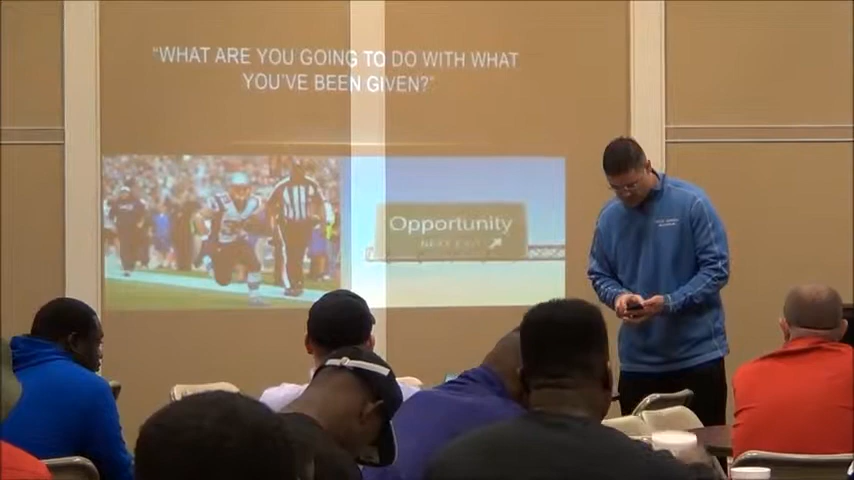 "WHAT ARE YOU GOING TO DO WITH WHAT
YOU'VE BEEN GIVEN?"
Opportunity
NEXT EXIT